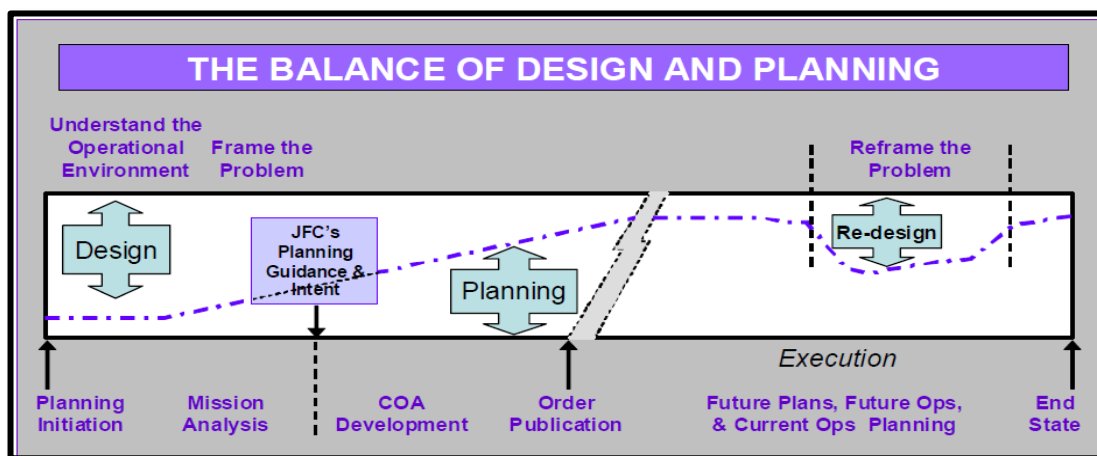 THE BALANCE OF DESIGN AND PLANNING
Understand the
Operational
Environment
Frame the
Problem
Reframe the
Problem
Design
JFC's
Planning
Guidance &
Intent
Planning
Re-design
Execution
Planning
Initiation
Mission
Analysis
COA
Development
Order
Publication
Future Plans, Future Ops,
& Current Ops Planning
End
State